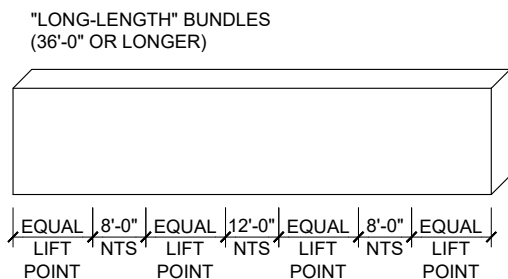 "LONG-LENGTH" BUNDLES
(36'-0" OR LONGER)
EQUAL 8'-0" EQUAL 12'-0" EQUAL 8'-0" EQUAL
LIFT NTS LIFT NTS LIFT NTS LIFT
POINT POINT POINT POINT